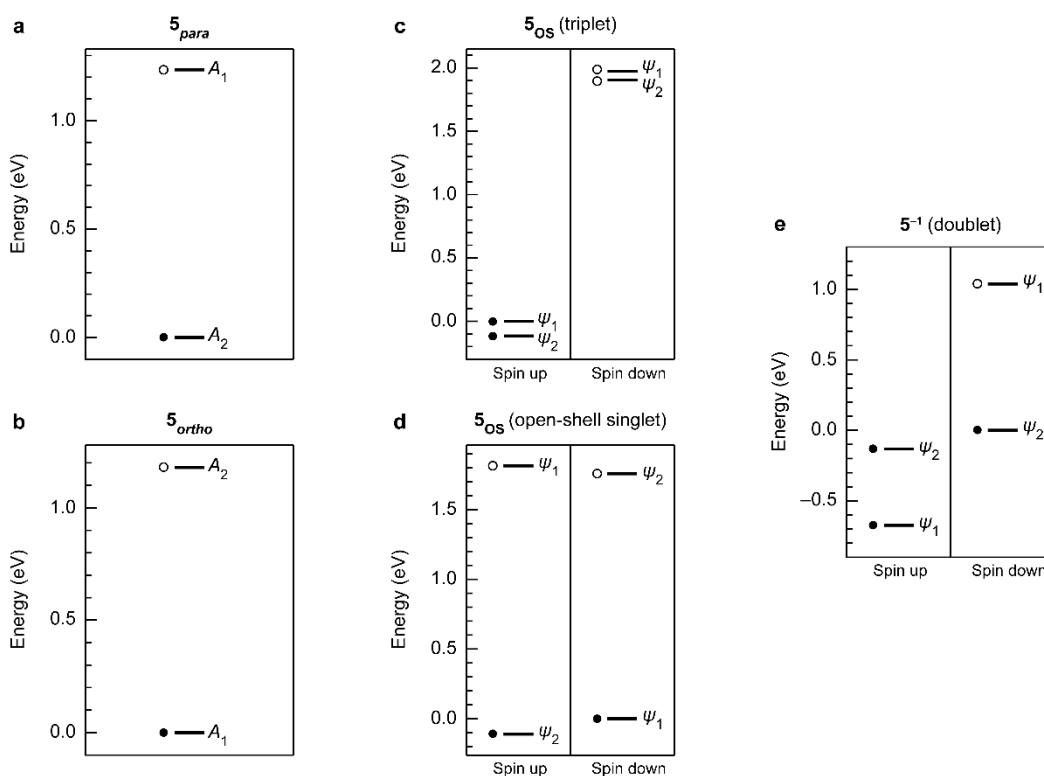 a
5para
Energy (eV)
1.0
0.5
0.0
A1
A2
b
5ortho
Energy (eV)
1.0
0.5
0.0
A2
A1
c
5OS (triplet)
Energy (eV)
2.0
1.5
1.0
0.5
0.0
ψ1
ψ2
ψ1
ψ2
Spin up
Spin down
d
5OS (open-shell singlet)
Energy (eV)
1.5
1.0
0.5
0.0
ψ1
ψ2
ψ2
ψ1
Spin up
Spin down
e
5−1 (doublet)
Energy (eV)
1.0
0.5
0.0
−0.5
ψ1
ψ2
ψ2
ψ1
Spin up
Spin down